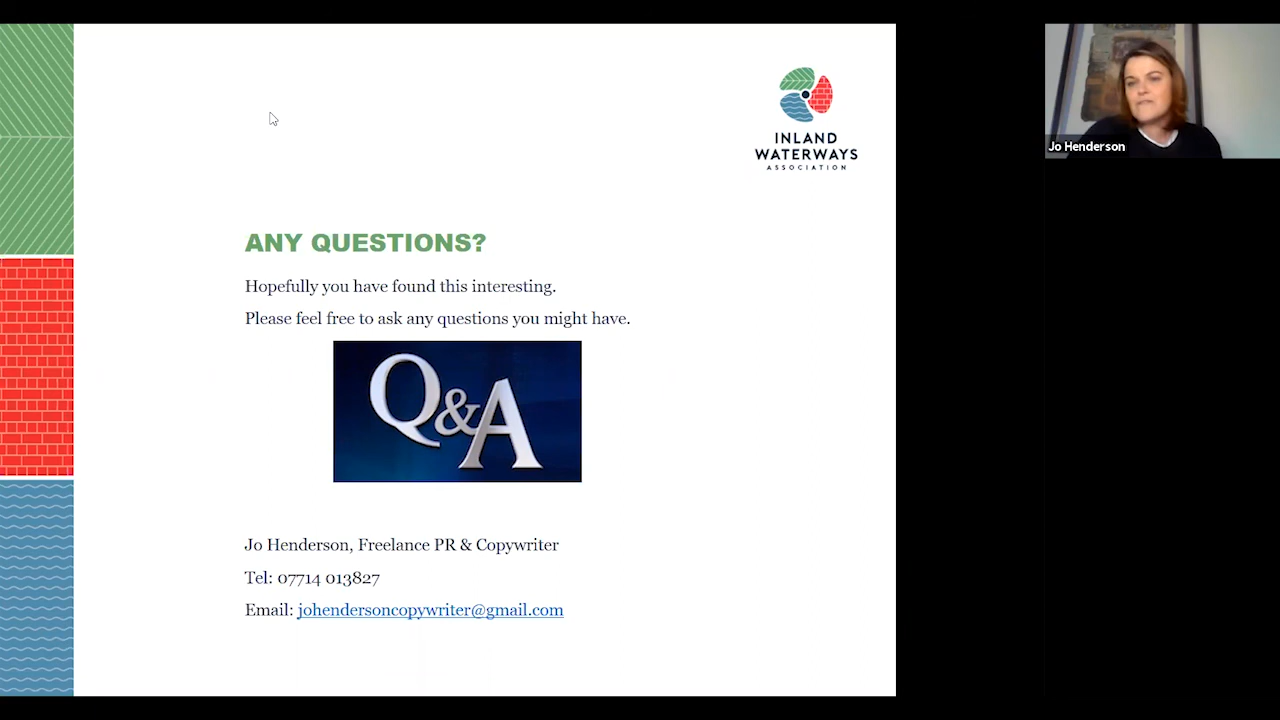 INLAND
WATERWAYS
ASSOCIATION
Jo Henderson
ANY QUESTIONS?
Hopefully you have found this interesting.
Please feel free to ask any questions you might have.
Q&A
Jo Henderson, Freelance PR & Copywriter
Tel: 07714 013827
Email: johendersoncopywriter@gmail.com